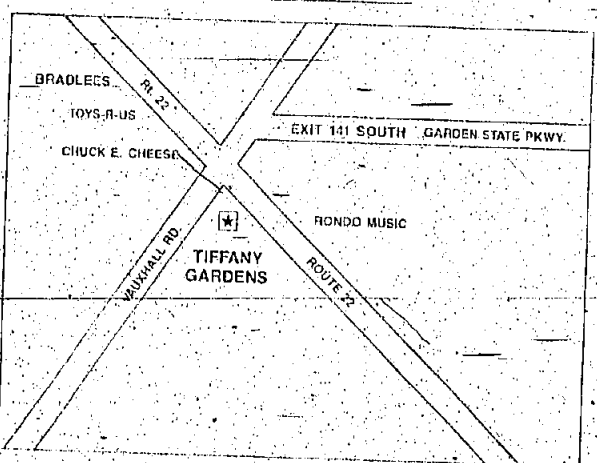 BRADLEES
Rt. 22
TOYS-R-US
EXIT 141 SOUTH GARDEN STATE PKWY.
CHUCK E. CHEESE
RONDO MUSIC
VAUXHALL RD.
TIFFANY
GARDENS
ROUTE 22